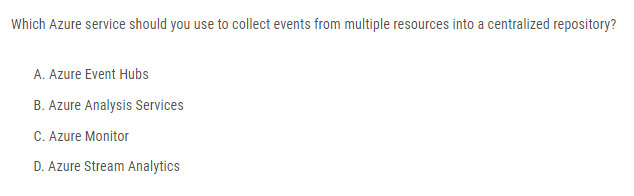 Which Azure service should you use to collect events from multiple resources into a centralized repository?
A. Azure Event Hubs
B. Azure Analysis Services
C. Azure Monitor
D. Azure Stream Analytics